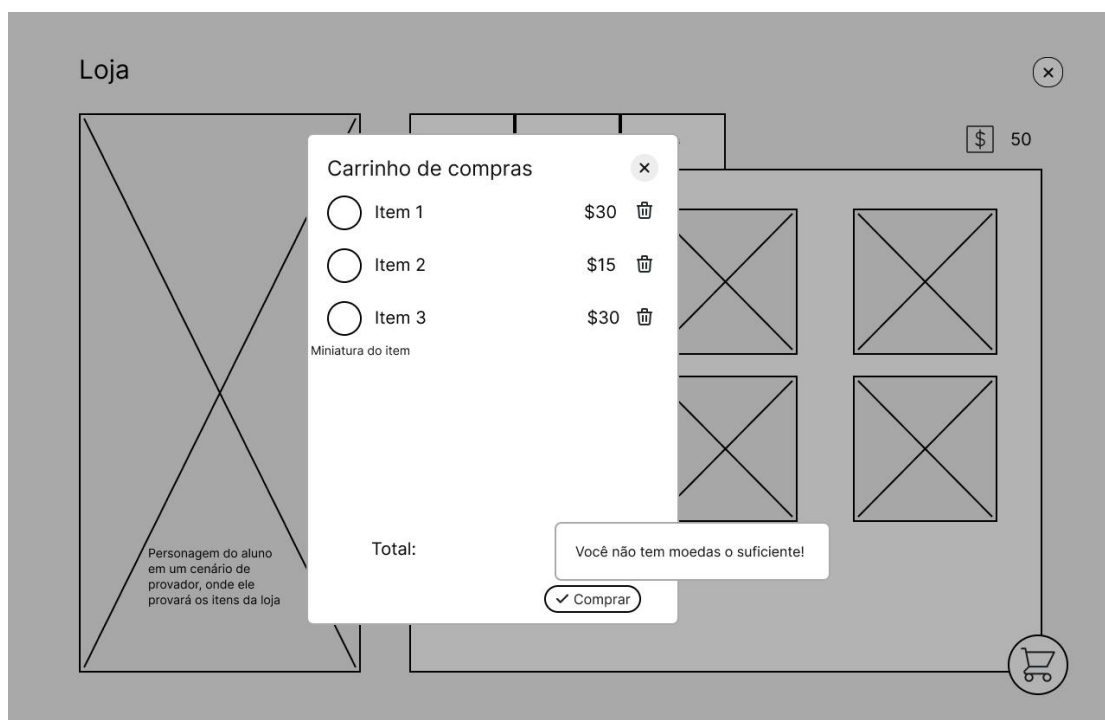 Loja
$ 50
Carrinho de compras
Item 1 $30
Item 2 $15
Item 3 $30
Miniatura do item
Total:
Você não tem moedas o suficiente!
Comprar
Personagem do aluno
em um cenário de
provador, onde ele
provará os itens da loja